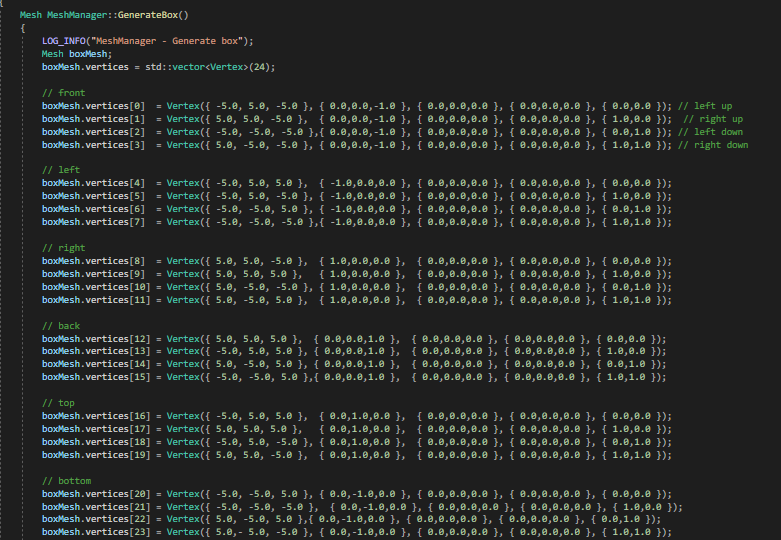 {
Mesh MeshManager::GenerateBox()
{
LOG_INFO("MeshManager - Generate box");
Mesh boxMesh;
boxMesh.vertices = std::vector<Vertex>(24);
// front
boxMesh.vertices[0]  = Vertex({ -5.0, 5.0, -5.0 }, { 0.0,0.0,-1.0 }, { 0.0,0.0,0.0 }, { 0.0,0.0,0.0 }, { 0.0,0.0 }); // left up
boxMesh.vertices[1]  = Vertex({ 5.0, 5.0, -5.0 },  { 0.0,0.0,-1.0 }, { 0.0,0.0,0.0 }, { 0.0,0.0,0.0 }, { 1.0,0.0 });  // right up
boxMesh.vertices[2]  = Vertex({ -5.0, -5.0, -5.0 },{ 0.0,0.0,-1.0 }, { 0.0,0.0,0.0 }, { 0.0,0.0,0.0 }, { 0.0,1.0 }); // left down
boxMesh.vertices[3]  = Vertex({ 5.0, -5.0, -5.0 }, { 0.0,0.0,-1.0 }, { 0.0,0.0,0.0 }, { 0.0,0.0,0.0 }, { 1.0,1.0 }); // right down
// left
boxMesh.vertices[4]  = Vertex({ -5.0, 5.0, 5.0 },  { -1.0,0.0,0.0 }, { 0.0,0.0,0.0 }, { 0.0,0.0,0.0 }, { 0.0,0.0 });
boxMesh.vertices[5]  = Vertex({ -5.0, 5.0, -5.0 }, { -1.0,0.0,0.0 }, { 0.0,0.0,0.0 }, { 0.0,0.0,0.0 }, { 1.0,0.0 });
boxMesh.vertices[6]  = Vertex({ -5.0, -5.0, 5.0 }, { -1.0,0.0,0.0 }, { 0.0,0.0,0.0 }, { 0.0,0.0,0.0 }, { 0.0,1.0 });
boxMesh.vertices[7]  = Vertex({ -5.0, -5.0, -5.0 },{ -1.0,0.0,0.0 }, { 0.0,0.0,0.0 }, { 0.0,0.0,0.0 }, { 1.0,1.0 });
// right
boxMesh.vertices[8]  = Vertex({ 5.0, 5.0, -5.0 },  { 1.0,0.0,0.0 },  { 0.0,0.0,0.0 }, { 0.0,0.0,0.0 }, { 0.0,0.0 });
boxMesh.vertices[9]  = Vertex({ 5.0, 5.0, 5.0 },   { 1.0,0.0,0.0 },  { 0.0,0.0,0.0 }, { 0.0,0.0,0.0 }, { 1.0,0.0 });
boxMesh.vertices[10] = Vertex({ 5.0, -5.0, -5.0 }, { 1.0,0.0,0.0 },  { 0.0,0.0,0.0 }, { 0.0,0.0,0.0 }, { 0.0,1.0 });
boxMesh.vertices[11] = Vertex({ 5.0, -5.0, 5.0 },  { 1.0,0.0,0.0 },  { 0.0,0.0,0.0 }, { 0.0,0.0,0.0 }, { 1.0,1.0 });
// back
boxMesh.vertices[12] = Vertex({ 5.0, 5.0, 5.0 },  { 0.0,0.0,1.0 },  { 0.0,0.0,0.0 }, { 0.0,0.0,0.0 }, { 0.0,0.0 });
boxMesh.vertices[13] = Vertex({ -5.0, 5.0, 5.0 }, { 0.0,0.0,1.0 },  { 0.0,0.0,0.0 }, { 0.0,0.0,0.0 }, { 1.0,0.0 });
boxMesh.vertices[14] = Vertex({ 5.0, -5.0, 5.0 }, { 0.0,0.0,1.0 },  { 0.0,0.0,0.0 }, { 0.0,0.0,0.0 }, { 0.0,1.0 });
boxMesh.vertices[15] = Vertex({ -5.0, -5.0, 5.0 },{ 0.0,0.0,1.0 },  { 0.0,0.0,0.0 }, { 0.0,0.0,0.0 }, { 1.0,1.0 });
// top
boxMesh.vertices[16] = Vertex({ -5.0, 5.0, 5.0 },  { 0.0,1.0,0.0 },  { 0.0,0.0,0.0 }, { 0.0,0.0,0.0 }, { 0.0,0.0 });
boxMesh.vertices[17] = Vertex({ 5.0, 5.0, 5.0 },   { 0.0,1.0,0.0 },  { 0.0,0.0,0.0 }, { 0.0,0.0,0.0 }, { 1.0,0.0 });
boxMesh.vertices[18] = Vertex({ -5.0, 5.0, -5.0 }, { 0.0,1.0,0.0 },  { 0.0,0.0,0.0 }, { 0.0,0.0,0.0 }, { 0.0,1.0 });
boxMesh.vertices[19] = Vertex({ 5.0, 5.0, -5.0 },  { 0.0,1.0,0.0 },  { 0.0,0.0,0.0 }, { 0.0,0.0,0.0 }, { 1.0,1.0 });
// bottom
boxMesh.vertices[20] = Vertex({ -5.0, -5.0, 5.0 }, { 0.0,-1.0,0.0 }, { 0.0,0.0,0.0 }, { 0.0,0.0,0.0 }, { 0.0,0.0 });
boxMesh.vertices[21] = Vertex({ -5.0, -5.0, -5.0 },  { 0.0,-1.0,0.0 }, { 0.0,0.0,0.0 }, { 0.0,0.0,0.0 }, { 1.0,0.0 });
boxMesh.vertices[22] = Vertex({ 5.0, -5.0, 5.0 },{ 0.0,-1.0,0.0 }, { 0.0,0.0,0.0 }, { 0.0,0.0,0.0 }, { 0.0,1.0 });
boxMesh.vertices[23] = Vertex({ 5.0,- 5.0, -5.0 }, { 0.0,-1.0,0.0 }, { 0.0,0.0,0.0 }, { 0.0,0.0,0.0 }, { 1.0,1.0 });